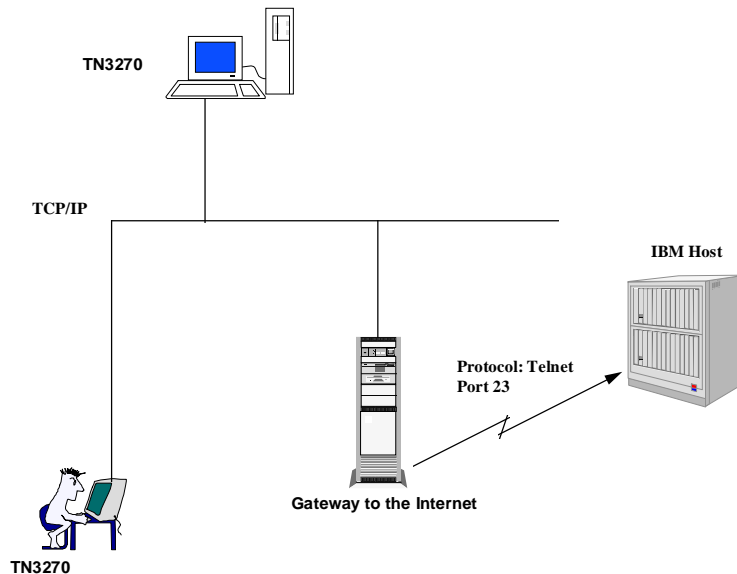 TN3270
TCP/IP
IBM Host
Protocol: Telnet
Port 23
Gateway to the Internet
TN3270